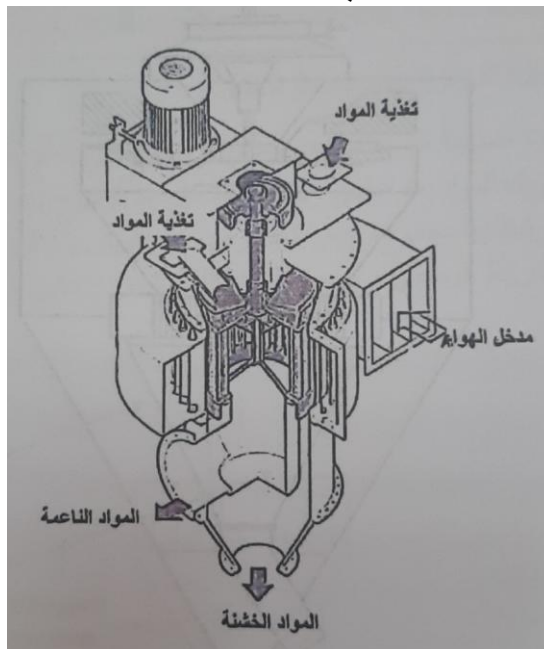 تغذية المواد
تغذية المواد
مدخل الهواء
المواد الناعمة
المواد الخشنة